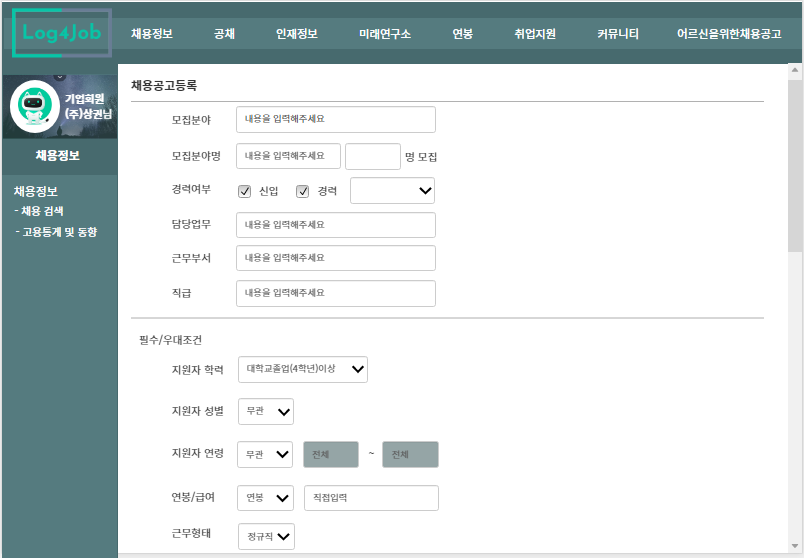 Log4Job
채용정보 공채 인재정보 미래연구소 연봉 취업지원 커뮤니티 어르신을위한채용공고
기업회원
(주)상권남
채용정보
채용정보
- 채용 검색
- 고용통계 및 동향
채용공고등록
모집분야 내용을 입력해주세요
모집분야명 내용을 입력해주세요 명 모집
경력여부 신입 경력
담당업무 내용을 입력해주세요
근무부서 내용을 입력해주세요
직급 내용을 입력해주세요
필수/우대조건
지원자 학력 대학교졸업(4학년)이상
지원자 성별 무관
지원자 연령 무관 전체 ~ 전체
연봉/급여 연봉 직접입력
근무형태 정규직